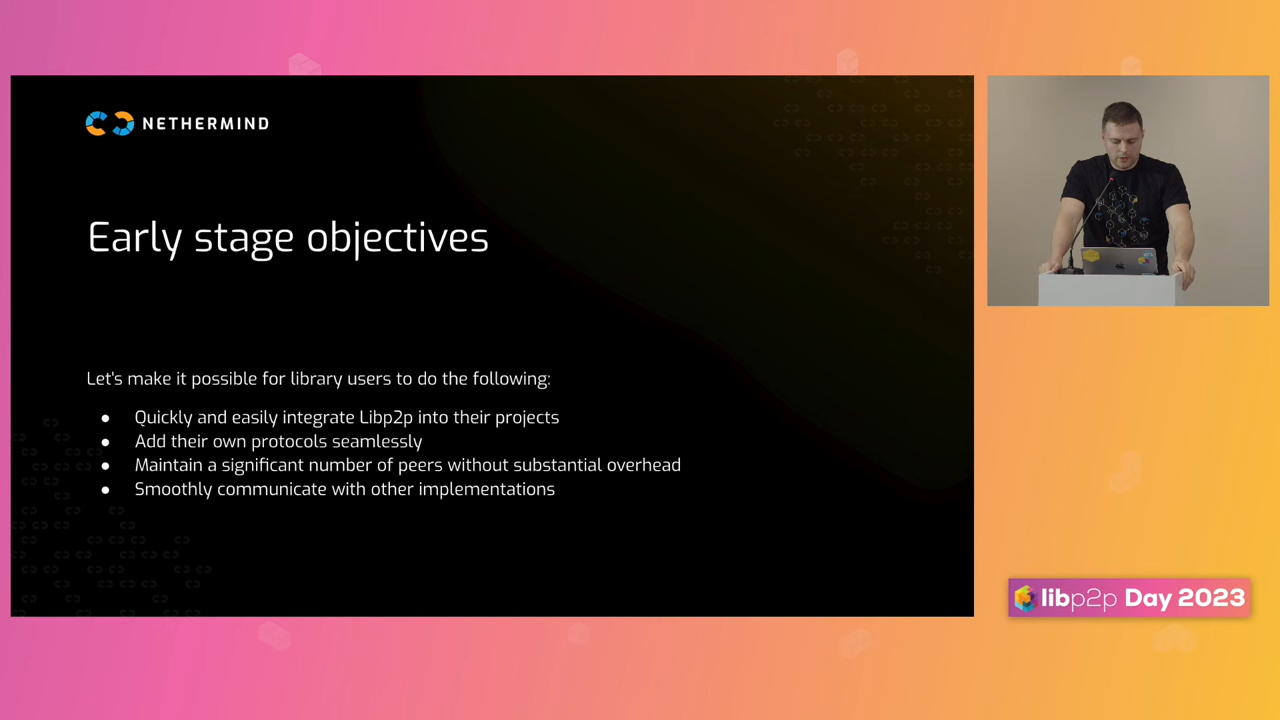 NETHERMIND
Early stage objectives
Let's make it possible for library users to do the following:
● Quickly and easily integrate Libp2p into their projects
● Add their own protocols seamlessly
● Maintain a significant number of peers without substantial overhead
● Smoothly communicate with other implementations
libp2p Day 2023